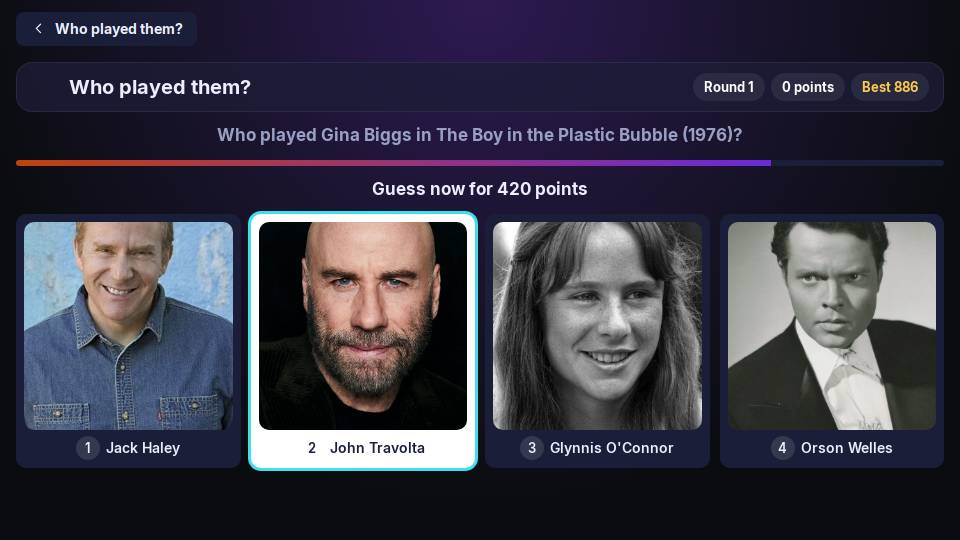 Who played them?
Who played them?
Round 1
0 points
Best 886
Who played Gina Biggs in The Boy in the Plastic Bubble (1976)?
Guess now for 420 points
1 Jack Haley
2 John Travolta
3 Glynnis O'Connor
4 Orson Welles